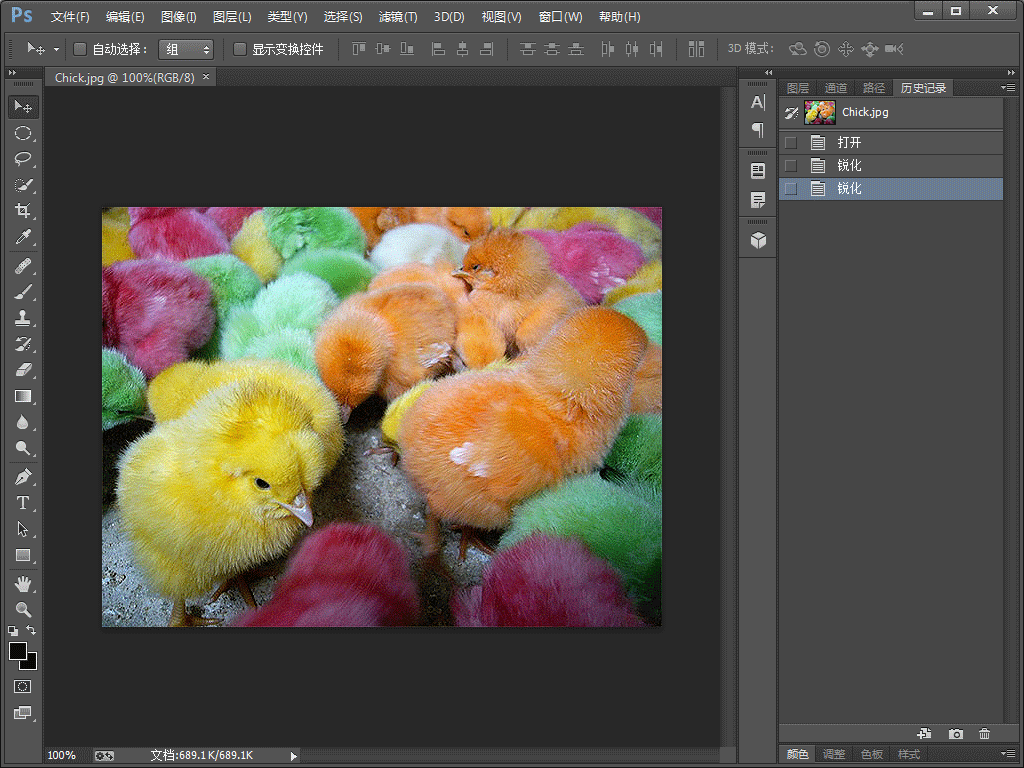 Ps 文件(F) 编辑(E) 图像(I) 图层(L) 类型(Y) 选择(S) 滤镜(T) 3D(D) 视图(V) 窗口(W) 帮助(H)
自动选择： 组 显示变换控件 3D 模式：
Chick.jpg @ 100%(RGB/8) ×
图层 通道 路径 历史记录
Chick.jpg
打开
锐化
锐化
100% 文档:689.1K/689.1K
颜色 调整 色板 样式